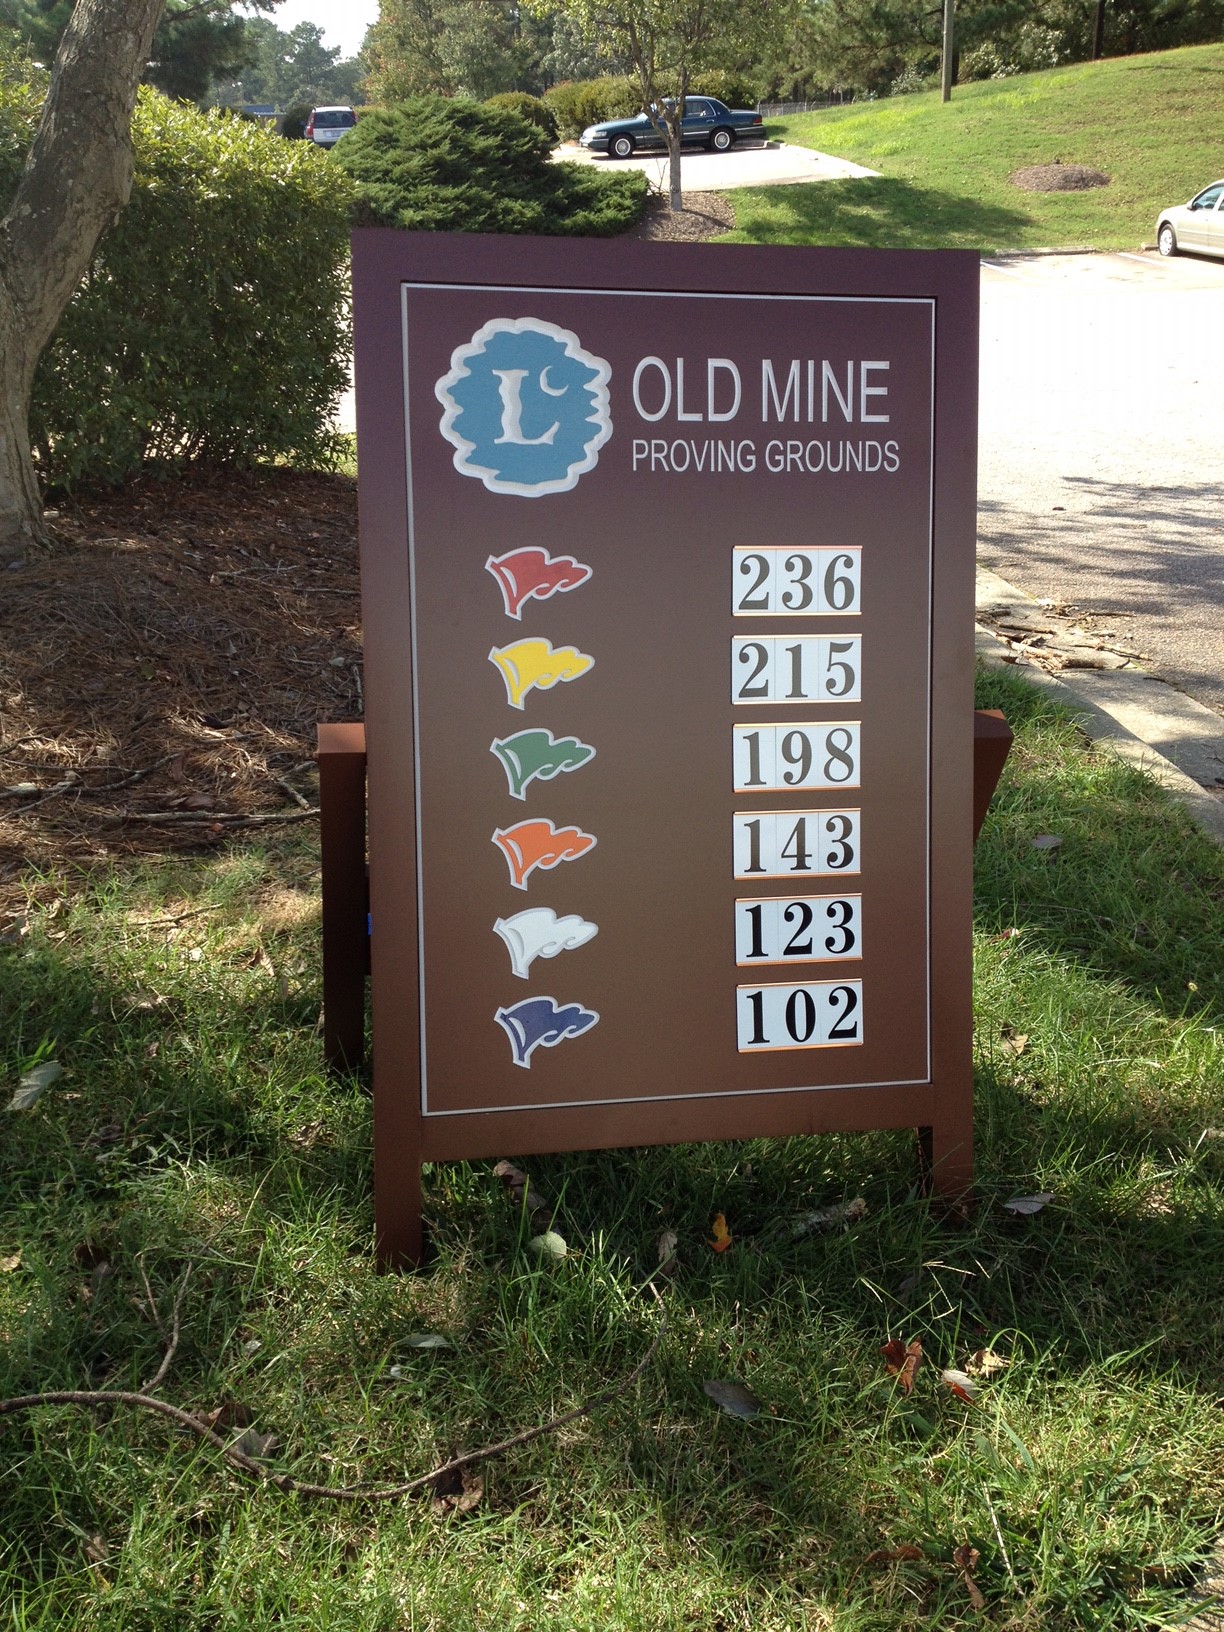 L
OLD MINE
PROVING GROUNDS
236
215
198
143
123
102